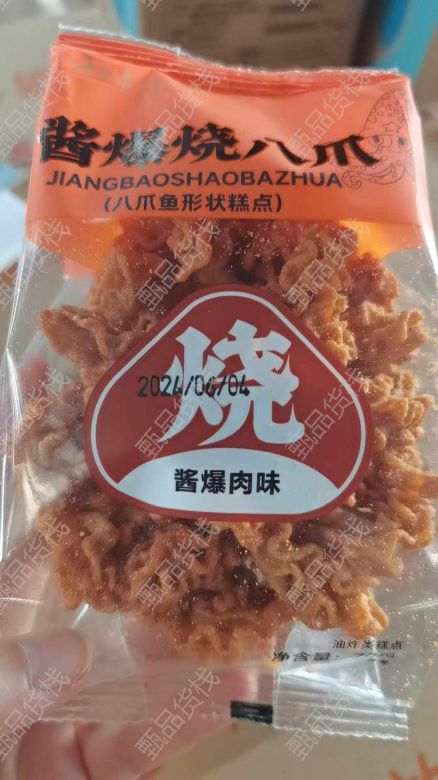 酱爆烧八爪
JIANGBAOSHAOBAZHUA
(八爪鱼形状糕点)
烧
2024/06/04
酱爆肉味
油炸类糕点
净含量:
甄品货栈